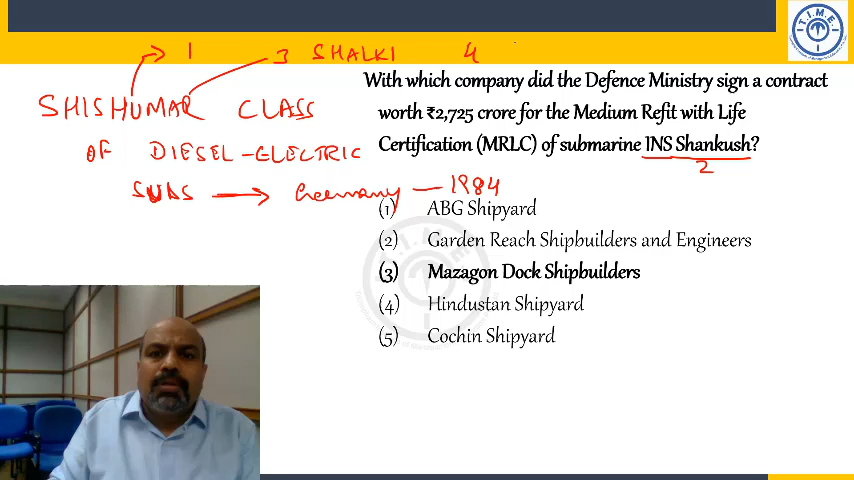 T.I.M.E.
1 3 SHALKI 4
With which company did the Defence Ministry sign a contract
worth ₹2,725 crore for the Medium Refit with Life
Certification (MRLC) of submarine INS Shankush?
2
SHISHUMAR CLASS
OF DIESEL-ELECTRIC
SUBS → Germany — 1984
(1) ABG Shipyard
(2) Garden Reach Shipbuilders and Engineers
(3) Mazagon Dock Shipbuilders
(4) Hindustan Shipyard
(5) Cochin Shipyard